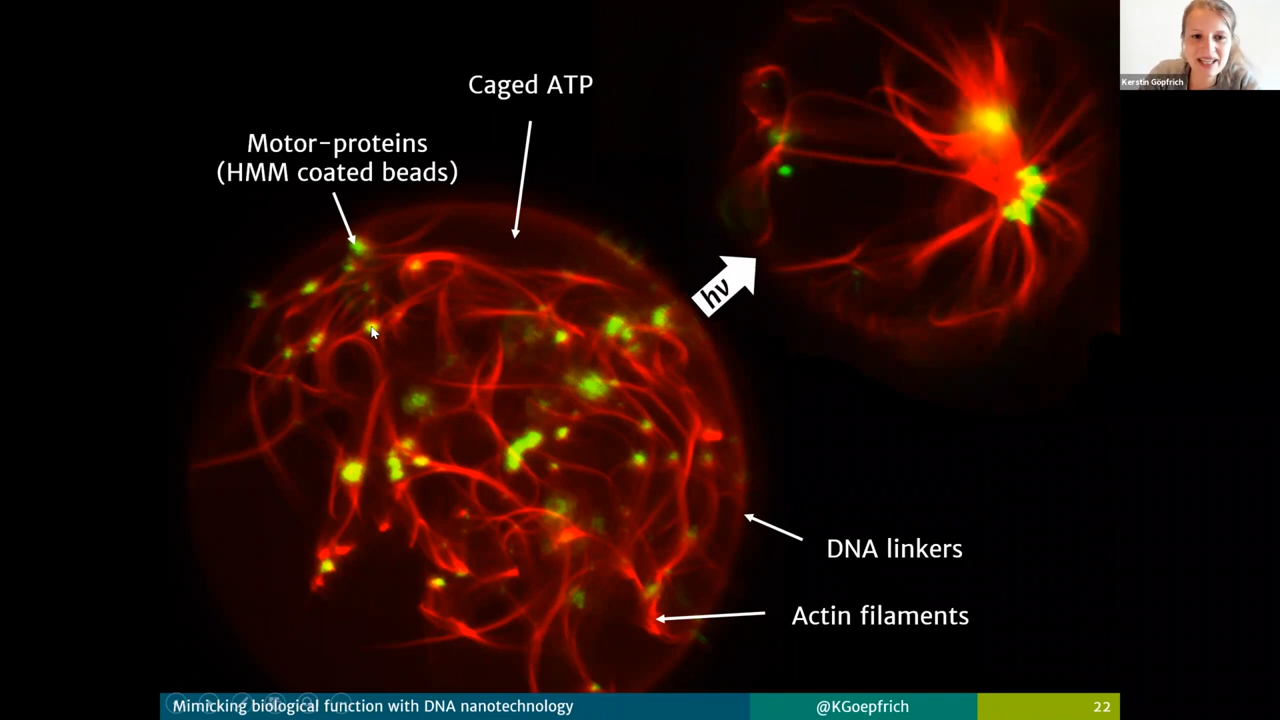 Caged ATP
Motor-proteins
(HMM coated beads)
Kerstin Göpfrich
hν
DNA linkers
Actin filaments
Mimicking biological function with DNA nanotechnology
@KGoepfrich
22